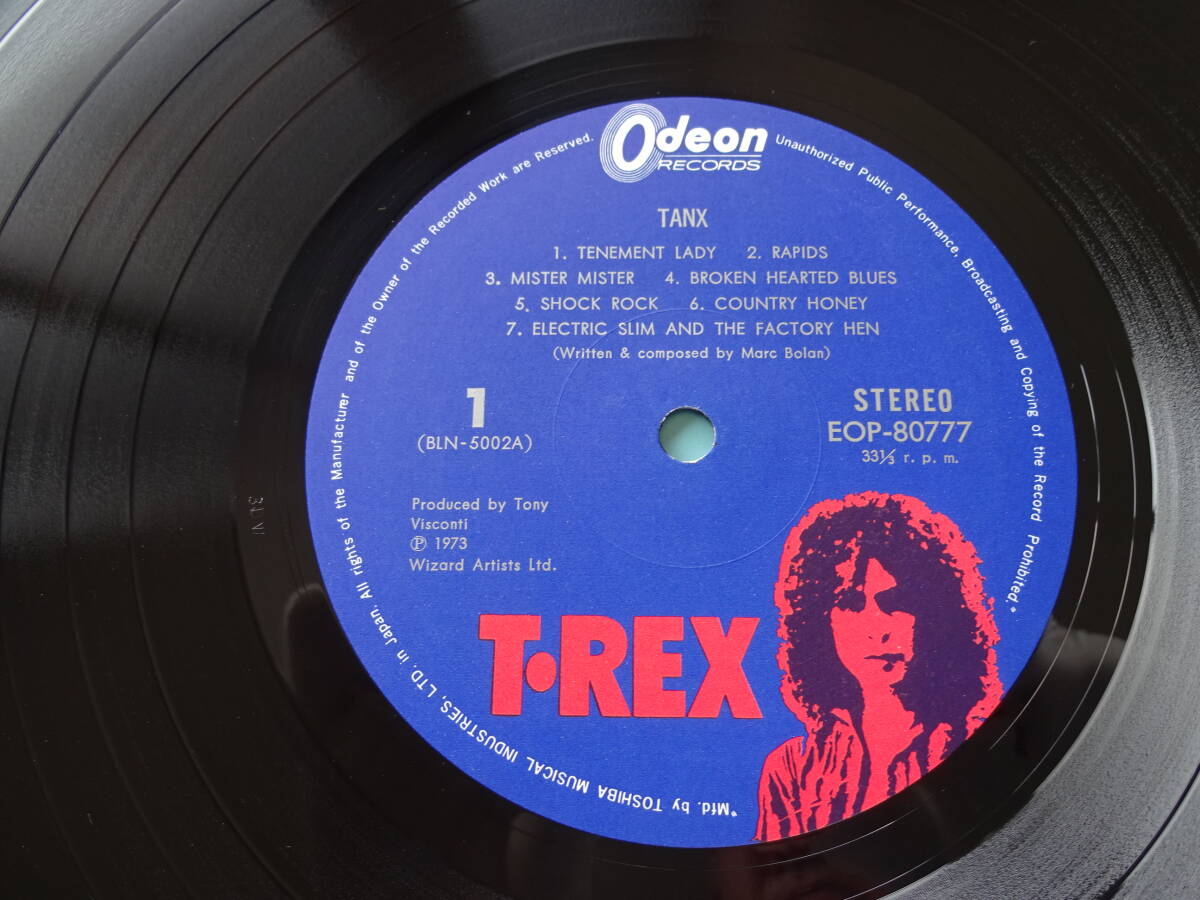 Odeon
RECORDS
TANX
1. TENEMENT LADY 2. RAPIDS
3. MISTER MISTER 4. BROKEN HEARTED BLUES
5. SHOCK ROCK 6. COUNTRY HONEY
7. ELECTRIC SLIM AND THE FACTORY HEN
(Written & composed by Marc Bolan)
1
(BLN-5002A)
STEREO
EOP-80777
33⅓ r. p. m.
Produced by Tony
Visconti
Ⓟ 1973
Wizard Artists Ltd.
T•REX
*Mfd. by TOSHIBA MUSICAL INDUSTRIES, LTD. in Japan. All rights of the Manufacturer and of the Owner of the Recorded Work are Reserved. Unauthorized Public Performance, Broadcasting and Copying of the Record Prohibited.*